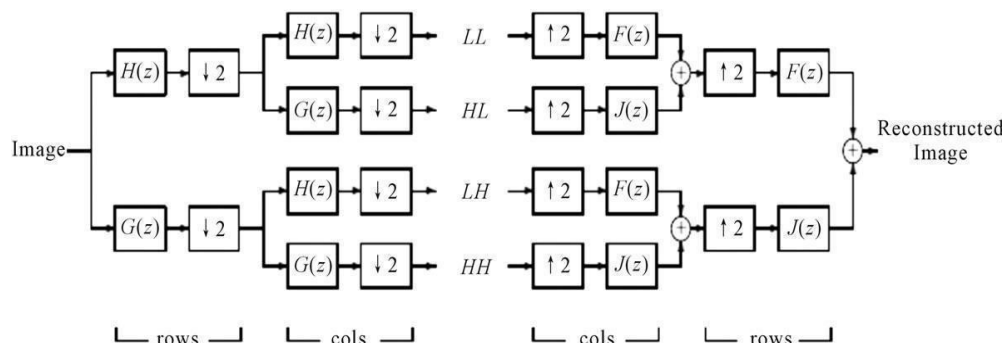 H(z) ↓ 2 LL ↑ 2 F(z)
H(z) ↓ 2 + ↑ 2 F(z)
G(z) ↓ 2 HL ↑ 2 J(z)
Image + Reconstructed
Image
H(z) ↓ 2 LH ↑ 2 F(z)
G(z) ↓ 2 + ↑ 2 J(z)
G(z) ↓ 2 HH ↑ 2 J(z)
rows cols cols rows